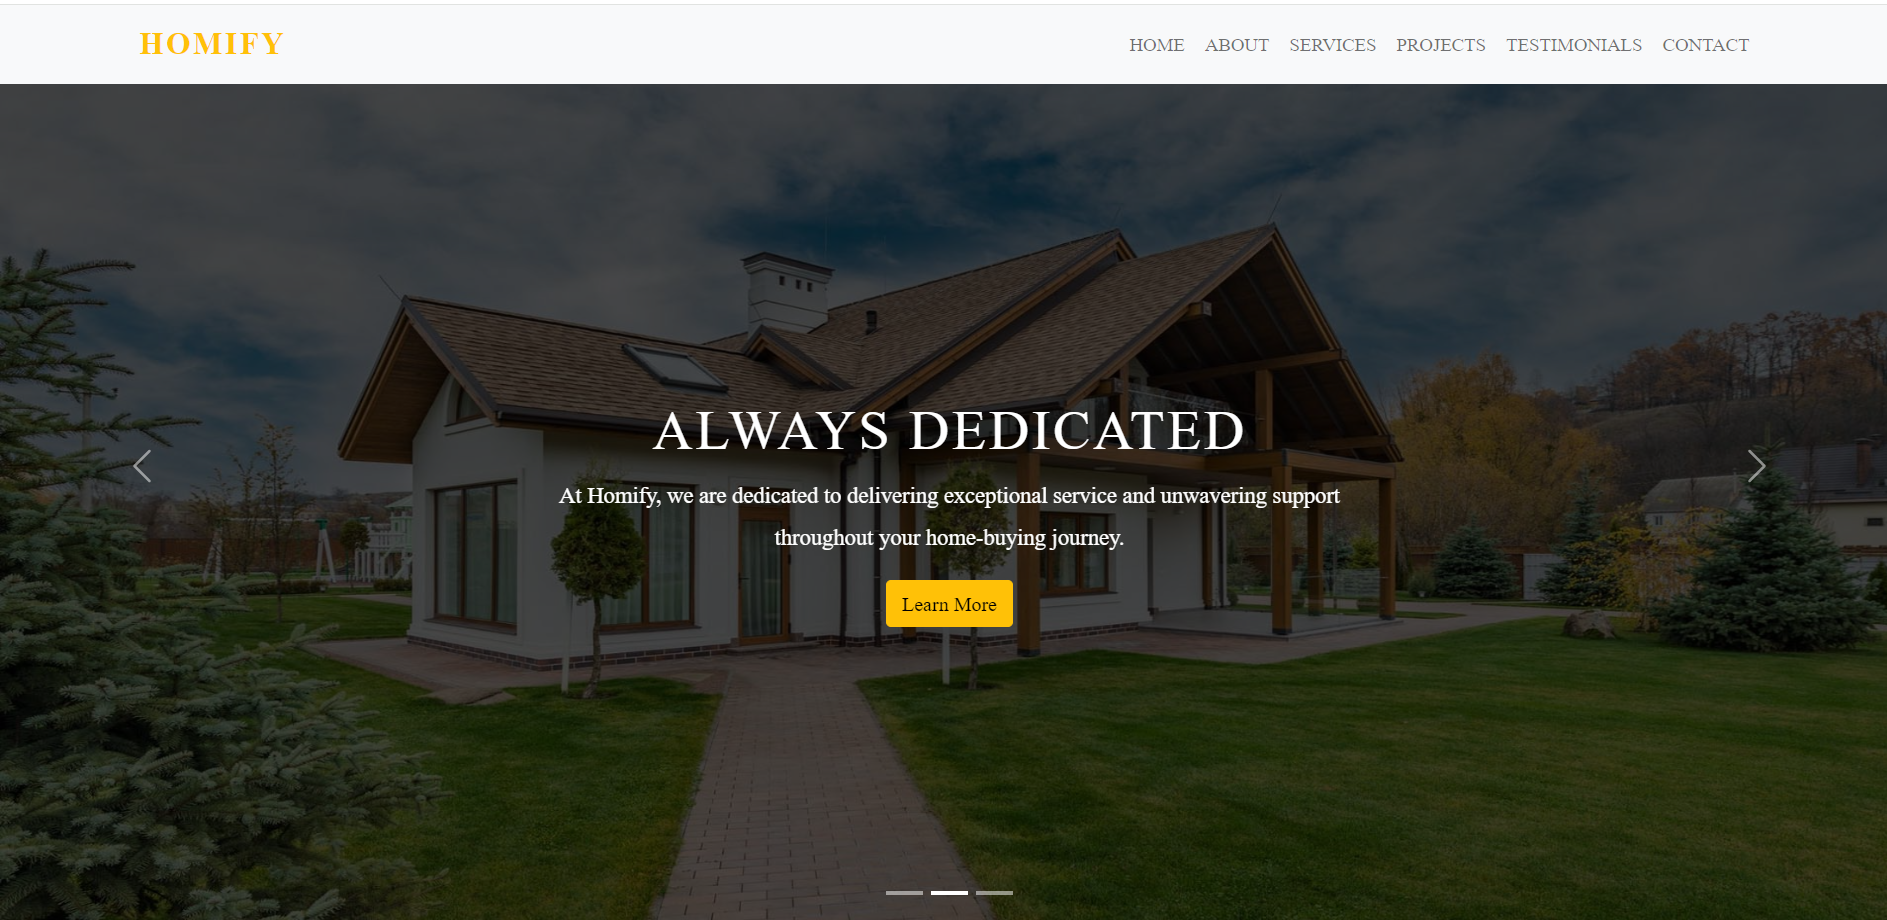 HOMIFY
HOME ABOUT SERVICES PROJECTS TESTIMONIALS CONTACT
ALWAYS DEDICATED
At Homify, we are dedicated to delivering exceptional service and unwavering support
throughout your home-buying journey.
Learn More